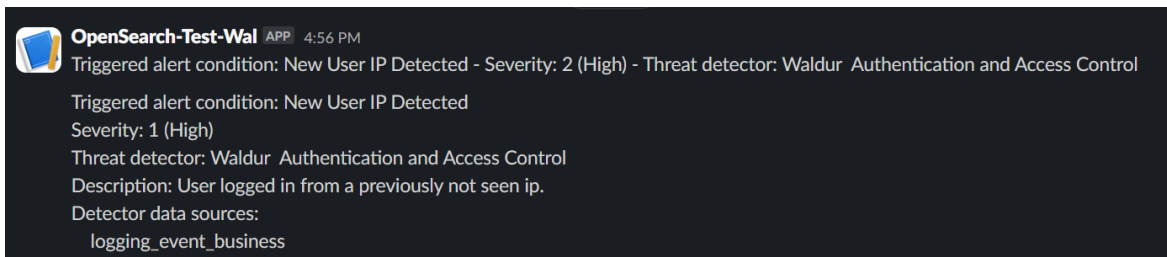 OpenSearch-Test-Wal APP 4:56 PM
Triggered alert condition: New User IP Detected - Severity: 2 (High) - Threat detector: Waldur  Authentication and Access Control
Triggered alert condition: New User IP Detected
Severity: 1 (High)
Threat detector: Waldur  Authentication and Access Control
Description: User logged in from a previously not seen ip.
Detector data sources:
logging_event_business